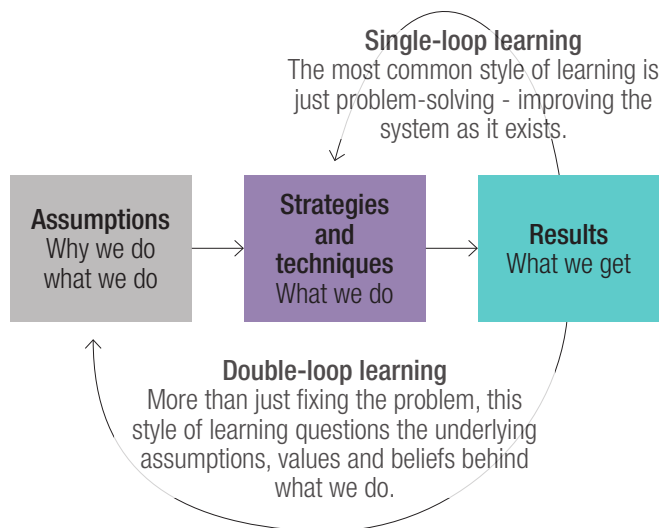 Single-loop learning
The most common style of learning is
just problem-solving - improving the
system as it exists.
Assumptions
Why we do
what we do
Strategies
and
techniques
What we do
Results
What we get
Double-loop learning
More than just fixing the problem, this
style of learning questions the underlying
assumptions, values and beliefs behind
what we do.